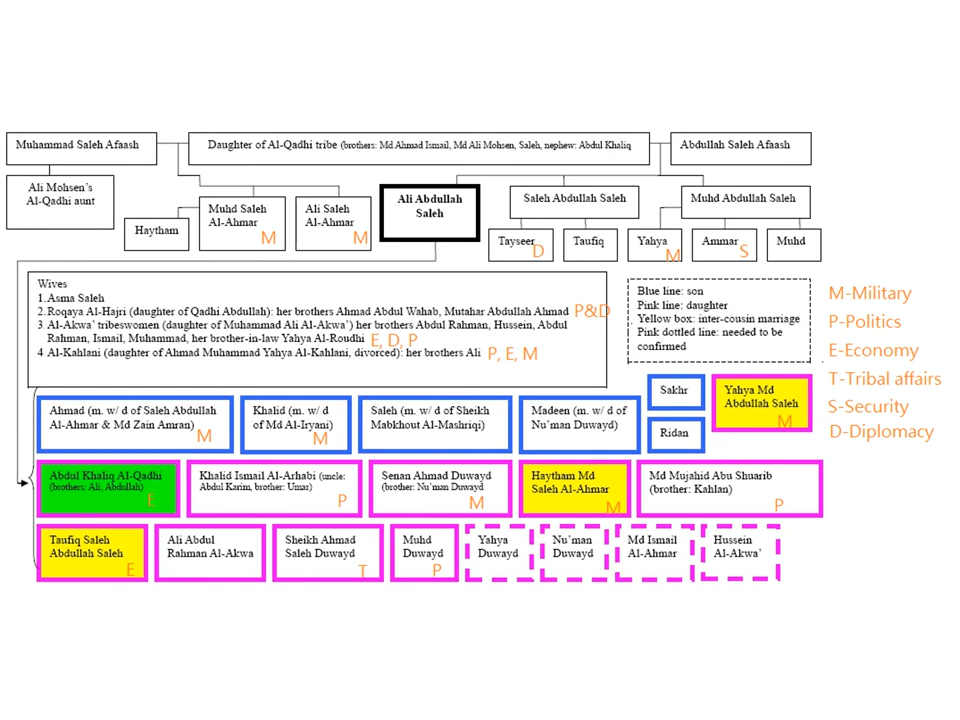 Muhammad Saleh Afaash
Daughter of Al-Qadhi tribe (brothers: Md Ahmad Ismail, Md Ali Mohsen, Saleh, nephew: Abdul Khaliq
Abdullah Saleh Afaash
Ali Mohsen's
Al-Qadhi aunt
Haytham
Muhd Saleh
Al-Ahmar
M
Ali Saleh
Al-Ahmar
M
Ali Abdullah
Saleh
Saleh Abdullah Saleh
Muhd Abdullah Saleh
Tayseer
D
Taufiq
Yahya
M
Ammar
S
Muhd
Wives
1.Asma Saleh
2.Roqaya Al-Hajri (daughter of Qadhi Abdullah): her brothers Ahmad Abdul Wahab, Mutahar Abdullah Ahmad P&D
3 Al-Akwa' tribeswomen (daughter of Muhammad Ali Al-Akwa') her brothers Abdul Rahman, Hussein, Abdul
Rahman, Ismail, Muhammad, her brother-in-law Yahya Al-Roudhi E, D, P
4 Al-Kahlani (daughter of Ahmad Muhammad Yahya Al-Kahlani, divorced): her brothers Ali P, E, M
Blue line: son
Pink line: daughter
Yellow box: inter-cousin marriage
Pink dotted line: needed to be
confirmed
M-Military
P-Politics
E-Economy
T-Tribal affairs
S-Security
D-Diplomacy
Ahmad (m. w/ d of Saleh Abdullah
Al-Ahmar & Md Zain Amran)
M
Khalid (m. w/ d
of Md Al-Iryani)
M
Saleh (m. w/ d of Sheikh
Mabkhout Al-Mashriqi)
Madeen (m. w/ d of
Nu'man Duwayd)
Sakhr
Ridan
Yahya Md
Abdullah Saleh
M
Abdul Khaliq Al-Qadhi
(brothers: Ali, Abdullah)
E
Khalid Ismail Al-Arhabi (uncle:
Abdul Karim, brother: Umar)
P
Senan Ahmad Duwayd
(brother: Nu'man Duwayd)
M
Haytham Md
Saleh Al-Ahmar
M
Md Mujahid Abu Shuarib
(brother: Kahlan)
P
Taufiq Saleh
Abdullah Saleh
E
Ali Abdul
Rahman Al-Akwa
Sheikh Ahmad
Saleh Duwayd
T
Muhd
Duwayd
P
Yahya
Duwayd
Nu'man
Duwayd
Md Ismail
Al-Ahmar
Hussein
Al-Akwa'